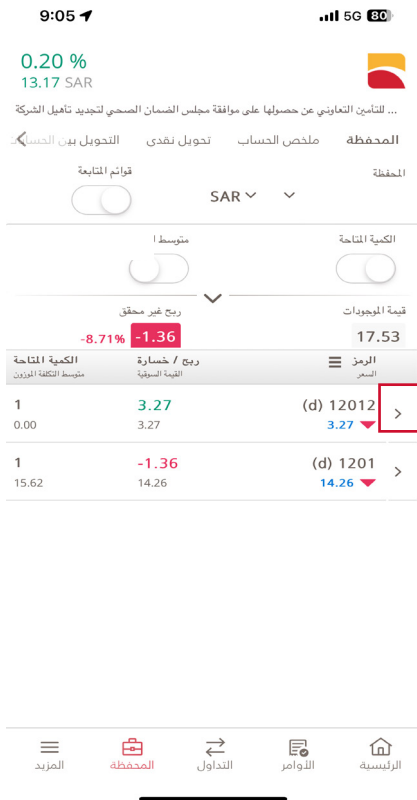 9:05
5G 80
0.20 %
13.17 SAR
... للتأمين التعاوني عن حصولها على موافقة مجلس الضمان الصحي لتجديد تأهيل الشركة
المحفظة ملخص الحساب تحويل نقدي التحويل بين
المحفظة قوائم المتابعة
SAR
الكمية المتاحة متوسط ا
قيمة الموجودات ربح غير محقق
17.53 -1.36 -8.71%
الرمز ربح / خسارة الكمية المتاحة
السعر القيمة السوقية متوسط التكلفة الموزون
12012 (d) 3.27 1
3.27 3.27 0.00
1201 (d) -1.36 1
14.26 14.26 15.62
الرئيسية الأوامر التداول المحفظة المزيد